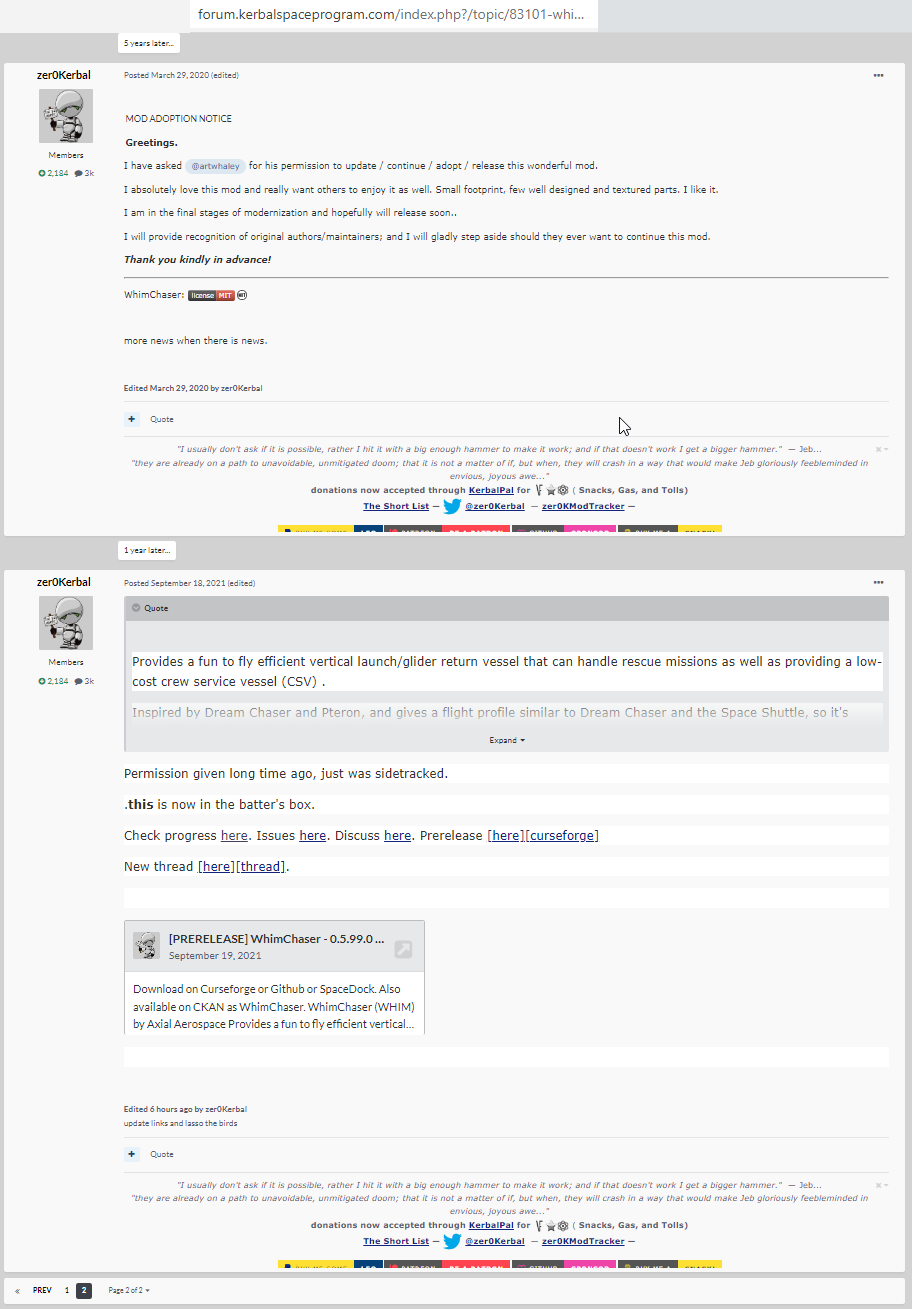 forum.kerbalspaceprogram.com/index.php?/topic/83101-whi...
5 years later...
zer0Kerbal
Posted March 29, 2020 (edited)
•••
MOD ADOPTION NOTICE
Greetings.
Members
I have asked @artwhaley for his permission to update / continue / adopt / release this wonderful mod.
2,184 3k
I absolutely love this mod and really want others to enjoy it as well. Small footprint, few well designed and textured parts. I like it.
I am in the final stages of modernization and hopefully will release soon..
I will provide recognition of original authors/maintainers; and I will gladly step aside should they ever want to continue this mod.
Thank you kindly in advance!
WhimChaser: license MIT
more news when there is news.
Edited March 29, 2020 by zer0Kerbal
+ Quote
"I usually don't ask if it is possible, rather I hit it with a big enough hammer to make it work; and if that doesn't work I get a bigger hammer." — Jeb...
"they are already on a path to unavoidable, unmitigated doom; that it is not a matter of if, but when, they will crash in a way that would make Jeb gloriously feebleminded in
envious, joyous awe..."
donations now accepted through KerbalPal for ( Snacks, Gas, and Tolls)
The Short List — @zer0Kerbal — zer0KModTracker —
1 year later...
zer0Kerbal
Posted September 18, 2021 (edited)
•••
Quote
Members
2,184 3k
Provides a fun to fly efficient vertical launch/glider return vessel that can handle rescue missions as well as providing a low-
cost crew service vessel (CSV) .
Inspired by Dream Chaser and Pteron, and gives a flight profile similar to Dream Chaser and the Space Shuttle, so it's
Expand
Permission given long time ago, just was sidetracked.
.this is now in the batter's box.
Check progress here. Issues here. Discuss here. Prerelease [here][curseforge]
New thread [here][thread].
[PRERELEASE] WhimChaser - 0.5.99.0 ...
September 19, 2021
Download on Curseforge or Github or SpaceDock. Also
available on CKAN as WhimChaser. WhimChaser (WHIM)
by Axial Aerospace Provides a fun to fly efficient vertical...
Edited 6 hours ago by zer0Kerbal
update links and lasso the birds
+ Quote
"I usually don't ask if it is possible, rather I hit it with a big enough hammer to make it work; and if that doesn't work I get a bigger hammer." — Jeb...
"they are already on a path to unavoidable, unmitigated doom; that it is not a matter of if, but when, they will crash in a way that would make Jeb gloriously feebleminded in
envious, joyous awe..."
donations now accepted through KerbalPal for ( Snacks, Gas, and Tolls)
The Short List — @zer0Kerbal — zer0KModTracker —
« PREV 1 2 Page 2 of 2